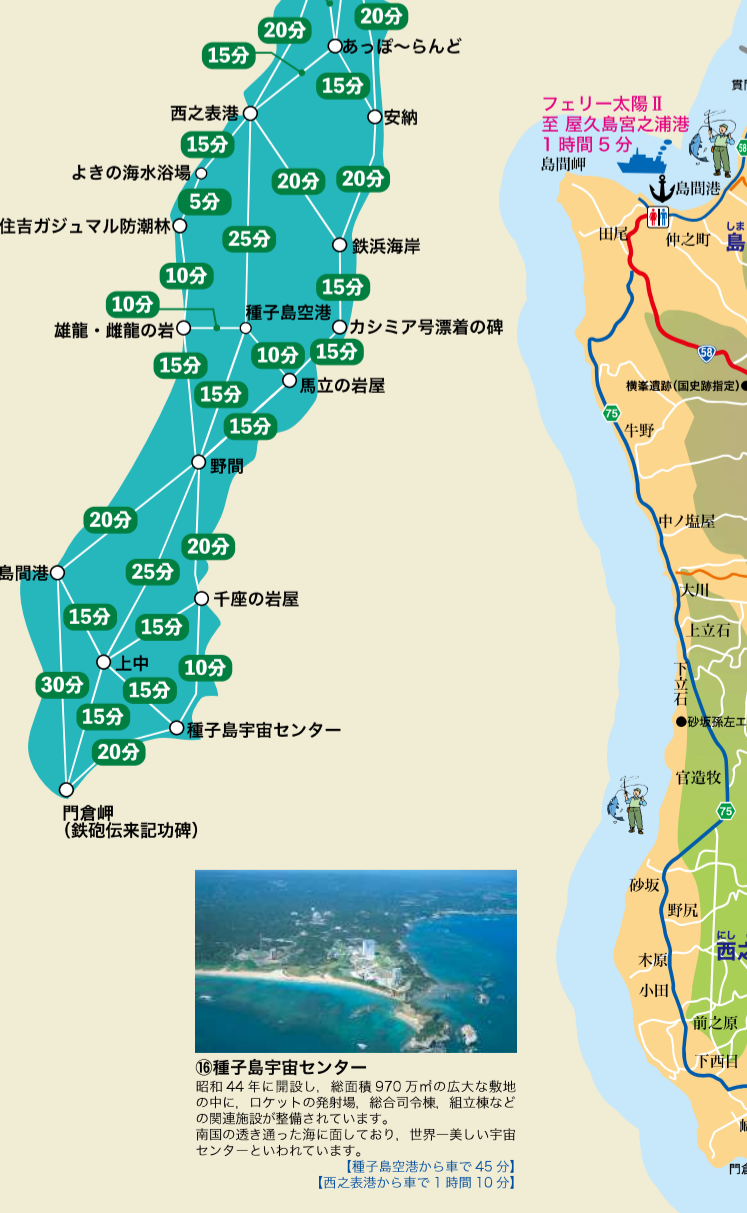 20分
20分
あっぽ～らんど
15分
15分
西之表港
安納
15分
よきの海水浴場
20分
20分
5分
住吉ガジュマル防潮林
25分
鉄浜海岸
10分
15分
10分
種子島空港
雄龍・雌龍の岩
カシミア号漂着の碑
15分
10分
15分
馬立の岩屋
15分
15分
野間
20分
20分
島間港
25分
千座の岩屋
15分
15分
上中
10分
30分
15分
15分
種子島宇宙センター
20分
門倉岬
（鉄砲伝来記功碑）
⑯種子島宇宙センター
昭和44年に開設し，総面積970万㎡の広大な敷地
の中に，ロケットの発射場，総合司令棟，組立棟など
の関連施設が整備されています。
南国の透き通った海に面しており，世界一美しい宇宙
センターといわれています。
【種子島空港から車で45分】
【西之表港から車で1時間10分】
フェリー太陽Ⅱ
至 屋久島宮之浦港
1時間5分
島間岬
58
島間港
田尾
仲之町
しま
島
58
横峯遺跡（国史跡指定）
75
牛野
中ノ塩屋
大川
上立石
下立石
砂坂孫左エ
官造牧
75
砂坂
野尻
にし
西之
木原
小田
前之原
下西目
門倉